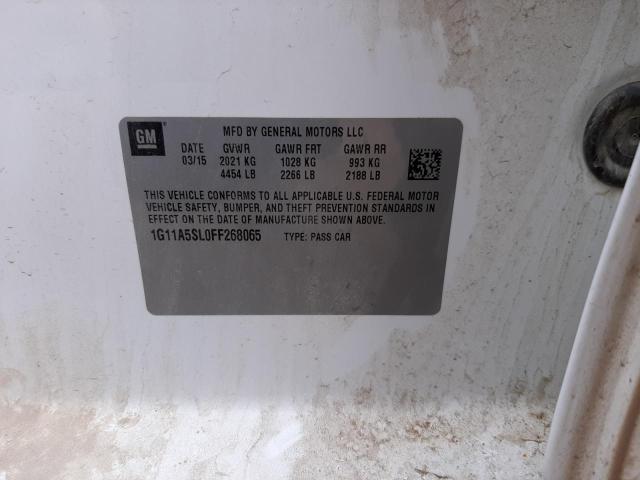 GM
MFD BY GENERAL MOTORS LLC
DATE GVWR GAWR FRT GAWR RR
03/15 2021 KG 1028 KG 993 KG
4454 LB 2266 LB 2188 LB
THIS VEHICLE CONFORMS TO ALL APPLICABLE U.S. FEDERAL MOTOR
VEHICLE SAFETY, BUMPER, AND THEFT PREVENTION STANDARDS IN
EFFECT ON THE DATE OF MANUFACTURE SHOWN ABOVE.
1G11A5SL0FF268065 TYPE: PASS CAR